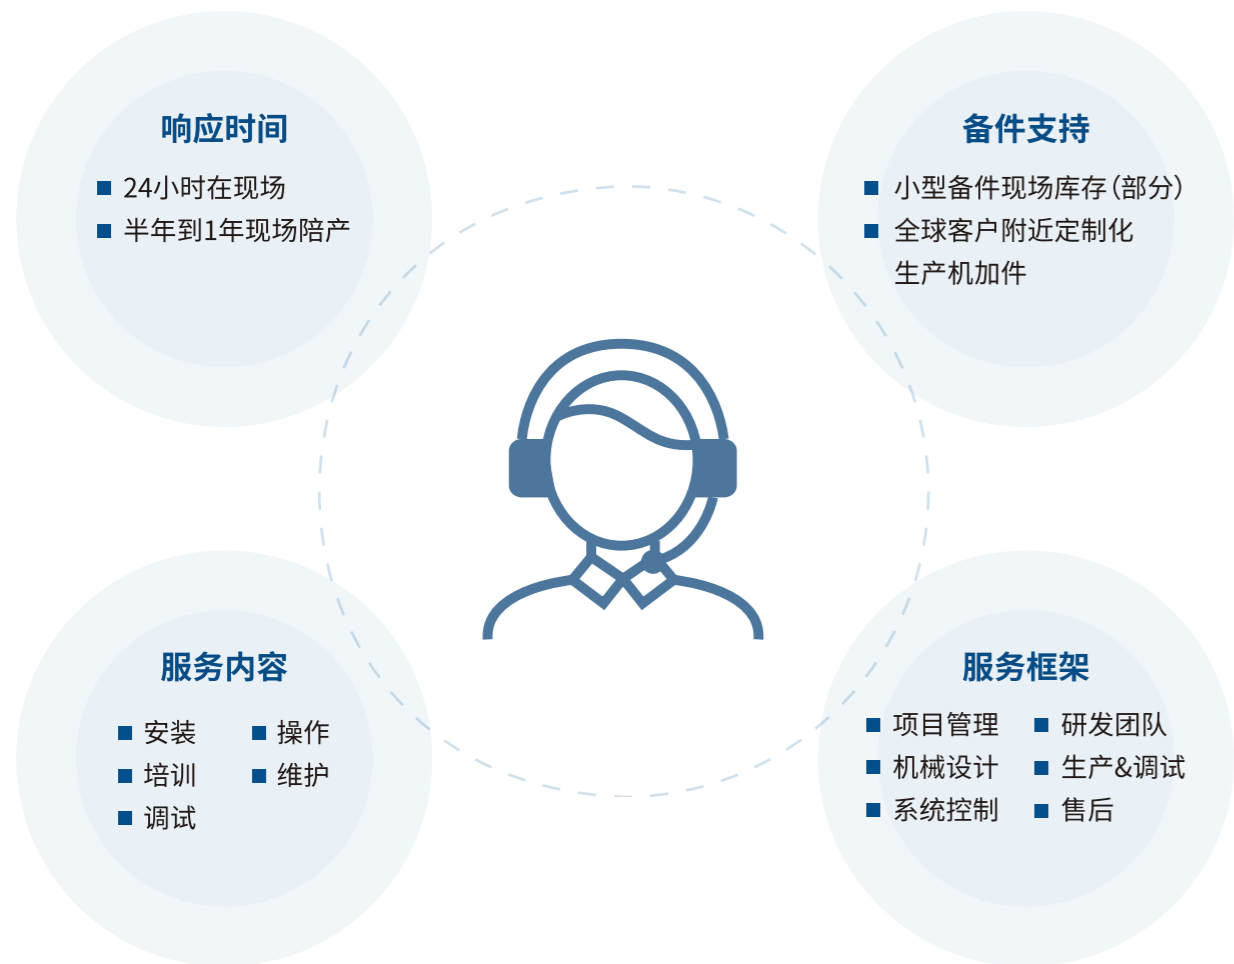 响应时间
24小时在现场
半年到1年现场陪产
备件支持
小型备件现场库存(部分)
全球客户附近定制化
生产机加件
服务内容
安装
操作
培训
维护
调试
服务框架
项目管理
研发团队
机械设计
生产&调试
系统控制
售后